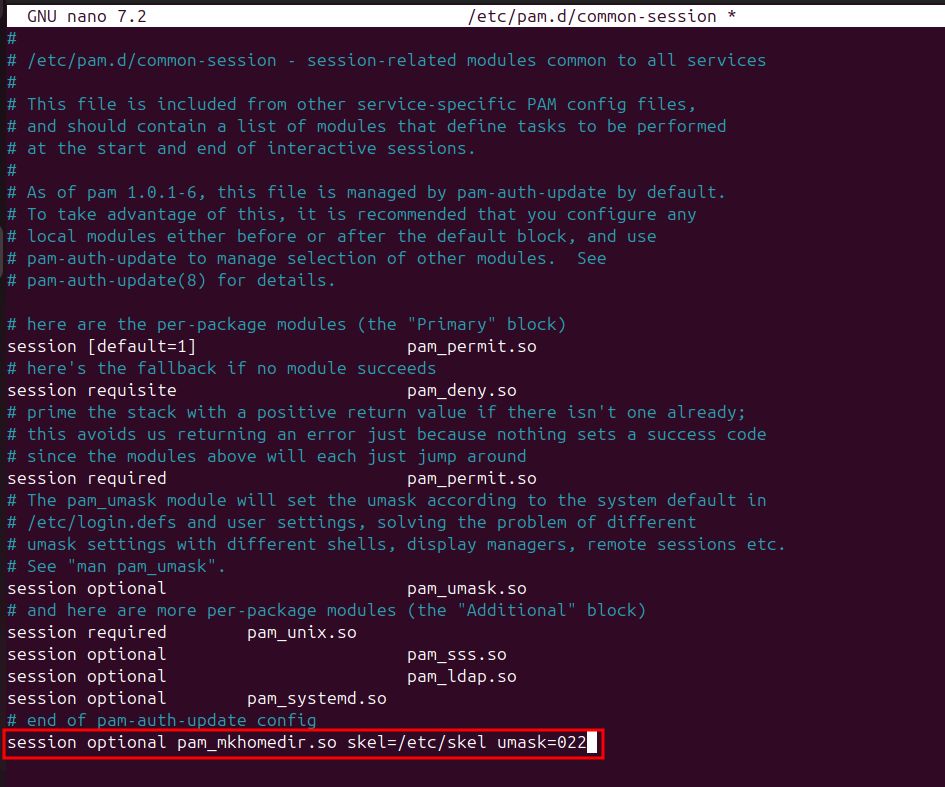 GNU nano 7.2 /etc/pam.d/common-session *
#
# /etc/pam.d/common-session - session-related modules common to all services
#
# This file is included from other service-specific PAM config files,
# and should contain a list of modules that define tasks to be performed
# at the start and end of interactive sessions.
#
# As of pam 1.0.1-6, this file is managed by pam-auth-update by default.
# To take advantage of this, it is recommended that you configure any
# local modules either before or after the default block, and use
# pam-auth-update to manage selection of other modules.  See
# pam-auth-update(8) for details.

# here are the per-package modules (the "Primary" block)
session [default=1]                     pam_permit.so
# here's the fallback if no module succeeds
session requisite                       pam_deny.so
# prime the stack with a positive return value if there isn't one already;
# this avoids us returning an error just because nothing sets a success code
# since the modules above will each just jump around
session required                        pam_permit.so
# The pam_umask module will set the umask according to the system default in
# /etc/login.defs and user settings, solving the problem of different
# umask settings with different shells, display managers, remote sessions etc.
# See "man pam_umask".
session optional                        pam_umask.so
# and here are more per-package modules (the "Additional" block)
session required        pam_unix.so
session optional                        pam_sss.so
session optional                        pam_ldap.so
session optional        pam_systemd.so
# end of pam-auth-update config
session optional pam_mkhomedir.so skel=/etc/skel umask=022